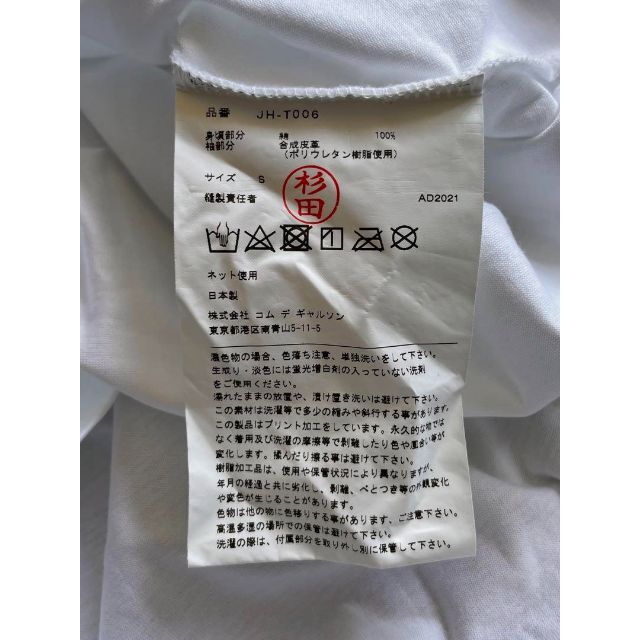 品番 JH-T006
身頃部分 綿 100%
袖部分 合成皮革
(ポリウレタン樹脂使用)
サイズ S
杉田
縫製責任者 AD2021
ネット使用
日本製
株式会社 コム デ ギャルソン
東京都港区南青山5-11-5
濃色物の場合、色落ち注意、単独洗いをして下さい。
生取り・淡色には蛍光増白剤の入っていない洗剤
をご使用ください。
濡れたままの放置や、漬け置き洗いは避けて下さい。
この素材は洗濯等で多少の縮みや斜行する事があります。
この製品はプリント加工をしています。永久的な物では
なく着用及び洗濯の摩擦等で剥離したり色や風合い等が
変化します。揉んだり擦る事は避けて下さい。
樹脂加工品は、使用や保管状況により異なりますが、
年月の経過と共に劣化し、剥離、べとつき等の外観変化
や変色が生じることがあります。
色物は他の物に色移りする事があります、ご注意下さい。
高温多湿の場所での保管は避けて下さい。
洗濯の際は、付属部分を取り外し別に保管して下さい。